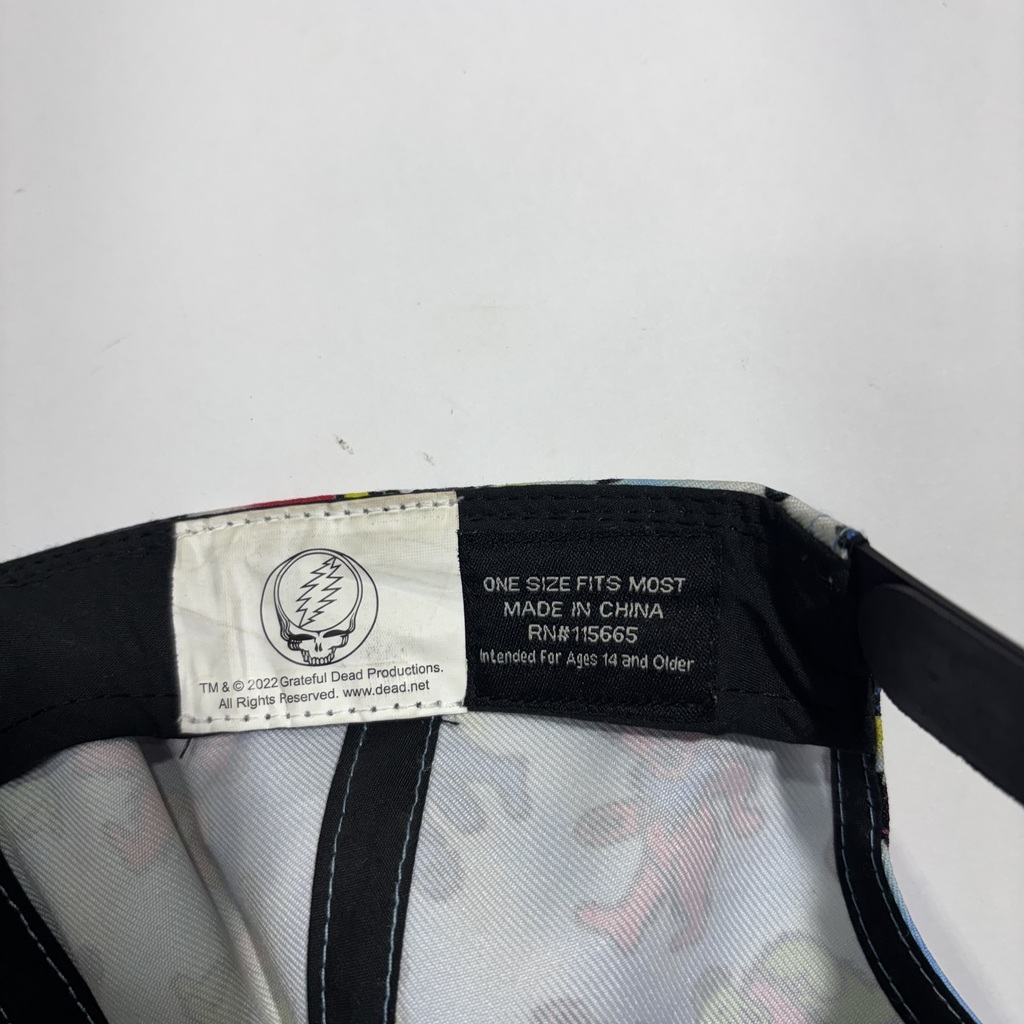 TM & © 2022 Grateful Dead Productions.
All Rights Reserved. www.dead.net
ONE SIZE FITS MOST
MADE IN CHINA
RN#115665
Intended For Ages 14 and Older